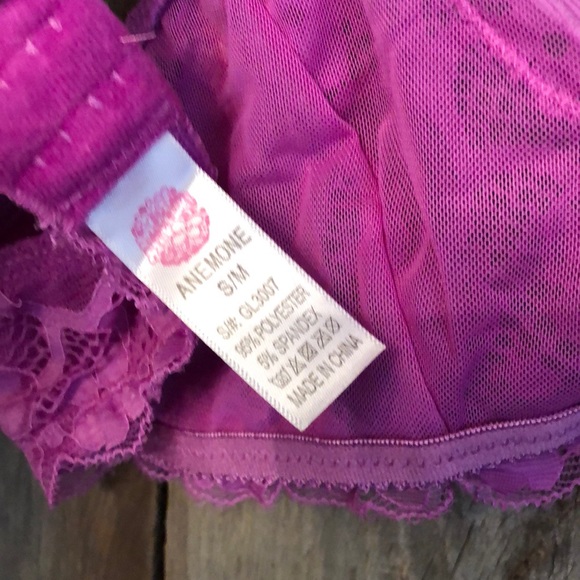 ANEMONE
S/M
S/#: GL3007
95% POLYESTER
5% SPANDEX
MADE IN CHINA